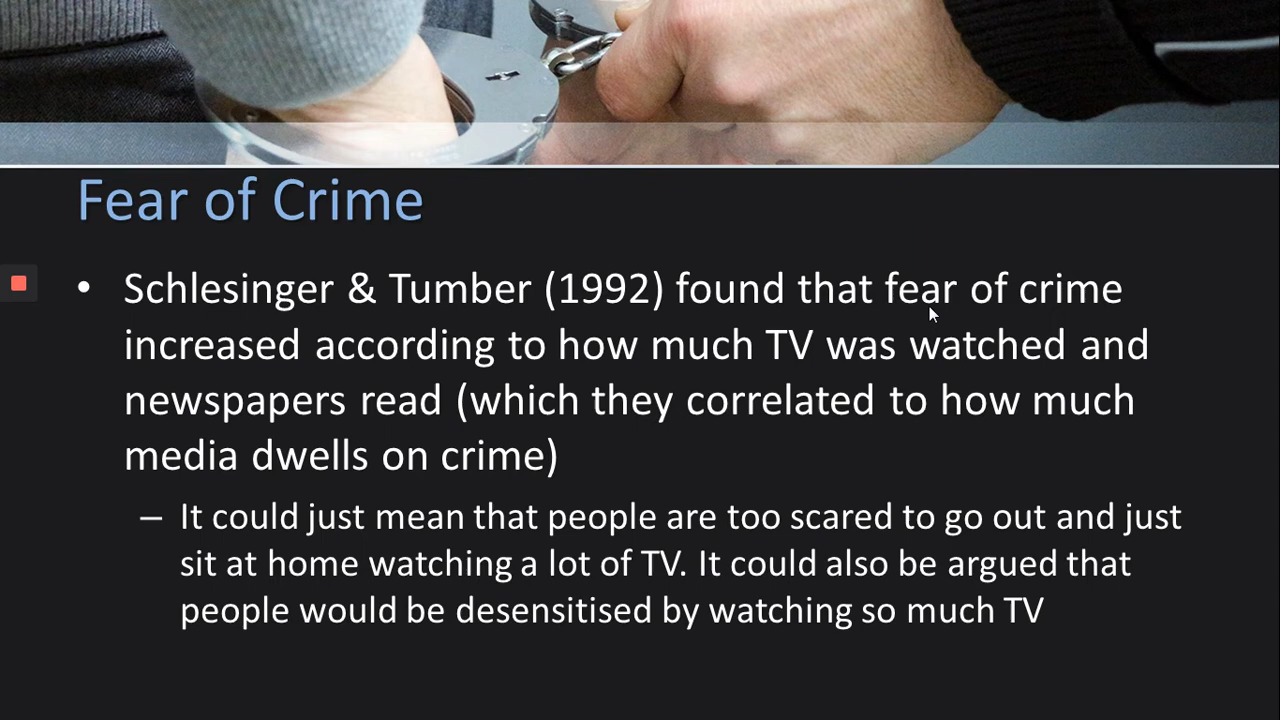 Fear of Crime
• Schlesinger & Tumber (1992) found that fear of crime
increased according to how much TV was watched and
newspapers read (which they correlated to how much
media dwells on crime)
– It could just mean that people are too scared to go out and just
sit at home watching a lot of TV. It could also be argued that
people would be desensitised by watching so much TV